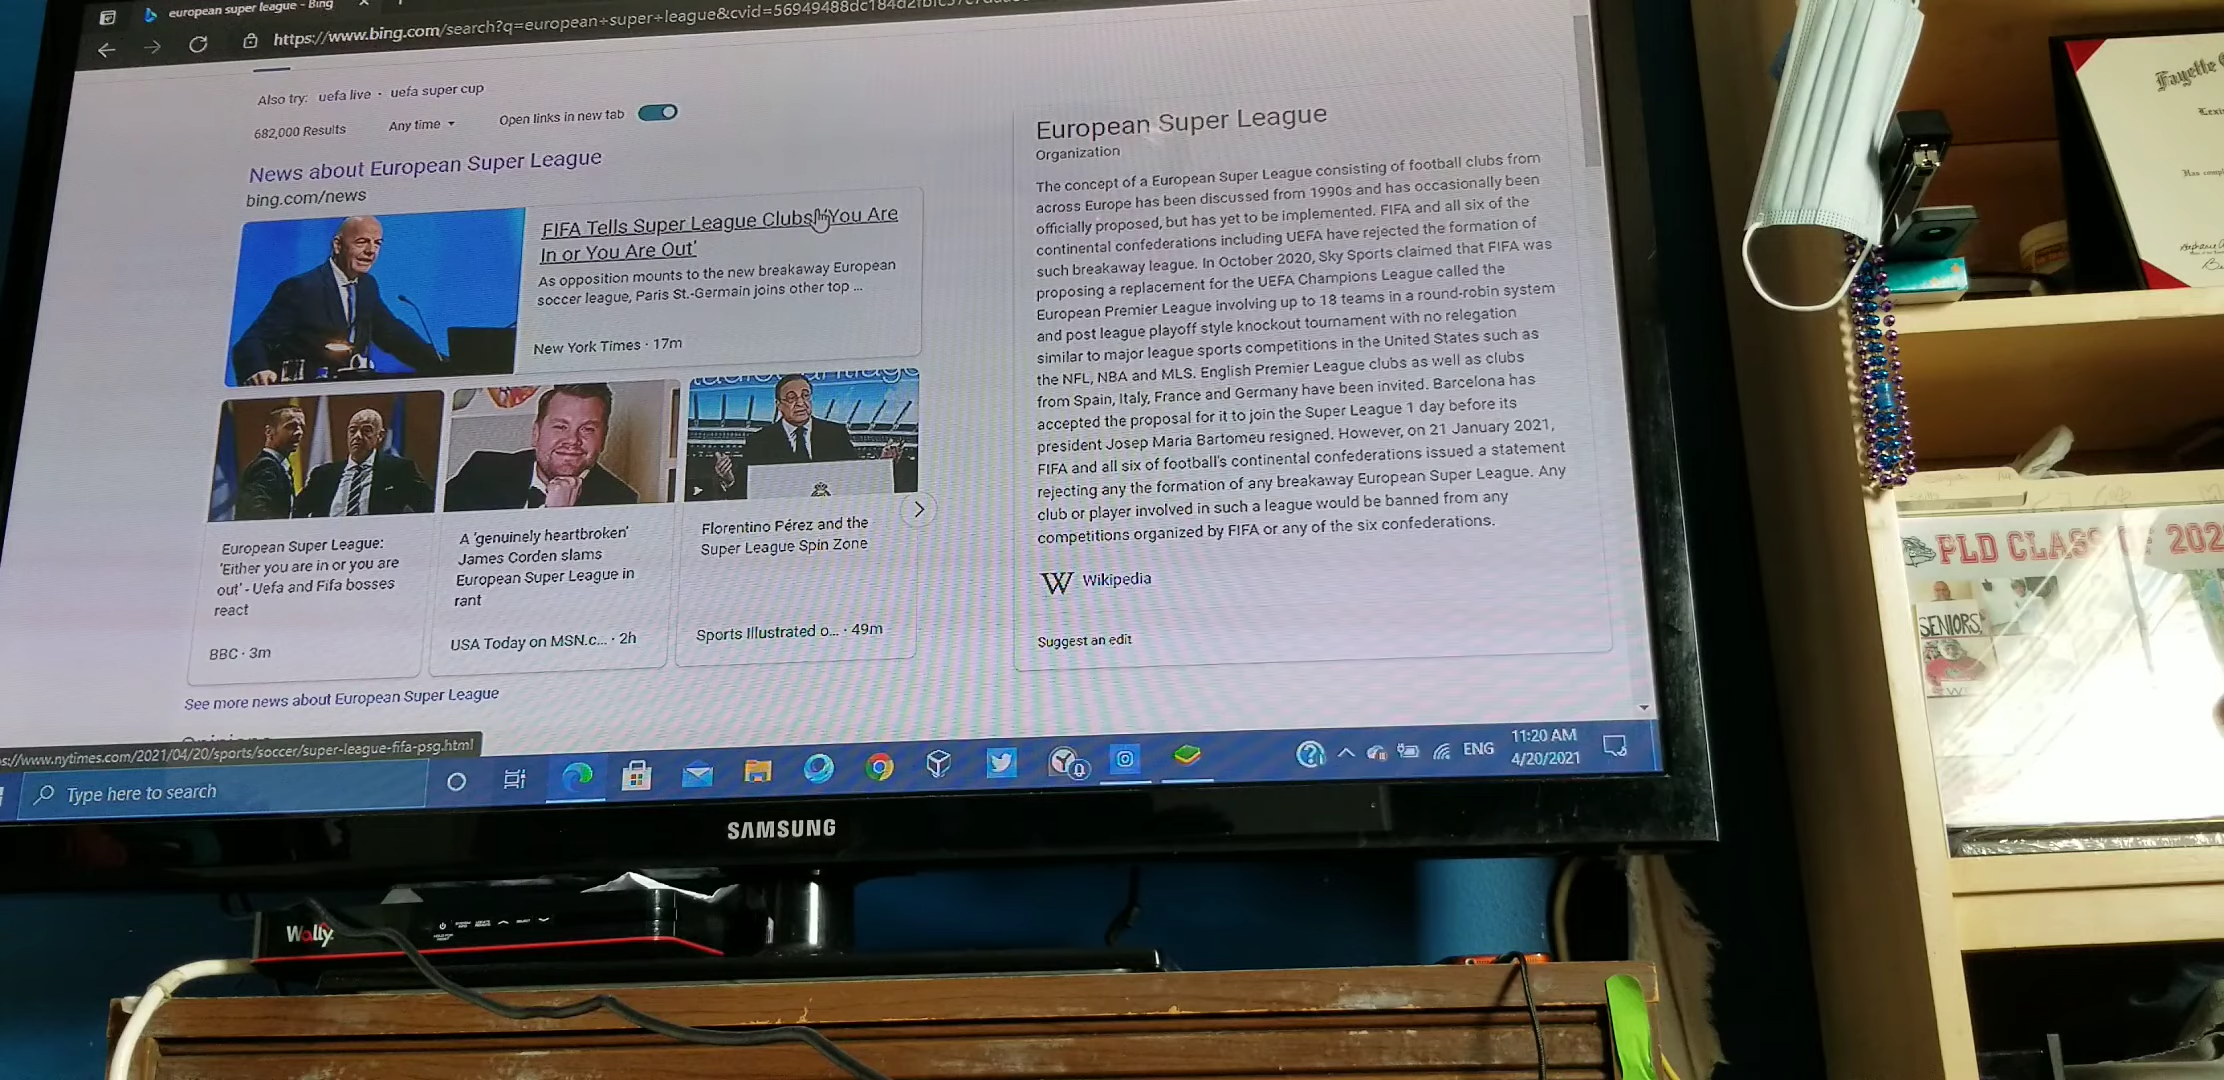 european super league - Bing
https://www.bing.com/search?q=european+super+league&cvid=56949488dc184d2fbfc
Also try: uefa live · uefa super cup
682,000 Results Any time Open links in new tab
News about European Super League
bing.com/news
FIFA Tells Super League Clubs 'You Are
In or You Are Out'
As opposition mounts to the new breakaway European
soccer league, Paris St.-Germain joins other top ...
New York Times · 17m
European Super League:
'Either you are in or you are
out' - Uefa and Fifa bosses
react
BBC · 3m
A 'genuinely heartbroken'
James Corden slams
European Super League in
rant
USA Today on MSN.c... · 2h
Florentino Pérez and the
Super League Spin Zone
Sports Illustrated o... · 49m
See more news about European Super League
European Super League
Organization
The concept of a European Super League consisting of football clubs from
across Europe has been discussed from 1990s and has occasionally been
officially proposed, but has yet to be implemented. FIFA and all six of the
continental confederations including UEFA have rejected the formation of
such breakaway league. In October 2020, Sky Sports claimed that FIFA was
proposing a replacement for the UEFA Champions League called the
European Premier League involving up to 18 teams in a round-robin system
and post league playoff style knockout tournament with no relegation
similar to major league sports competitions in the United States such as
the NFL, NBA and MLS. English Premier League clubs as well as clubs
from Spain, Italy, France and Germany have been invited. Barcelona has
accepted the proposal for it to join the Super League 1 day before its
president Josep Maria Bartomeu resigned. However, on 21 January 2021,
FIFA and all six of football's continental confederations issued a statement
rejecting any the formation of any breakaway European Super League. Any
club or player involved in such a league would be banned from any
competitions organized by FIFA or any of the six confederations.
W Wikipedia
Suggest an edit
s://www.nytimes.com/2021/04/20/sports/soccer/super-league-fifa-psg.html
Type here to search
ENG
11:20 AM
4/20/2021
SAMSUNG
Wally
Fayette
PLD CLASS OF 202
SENIORS